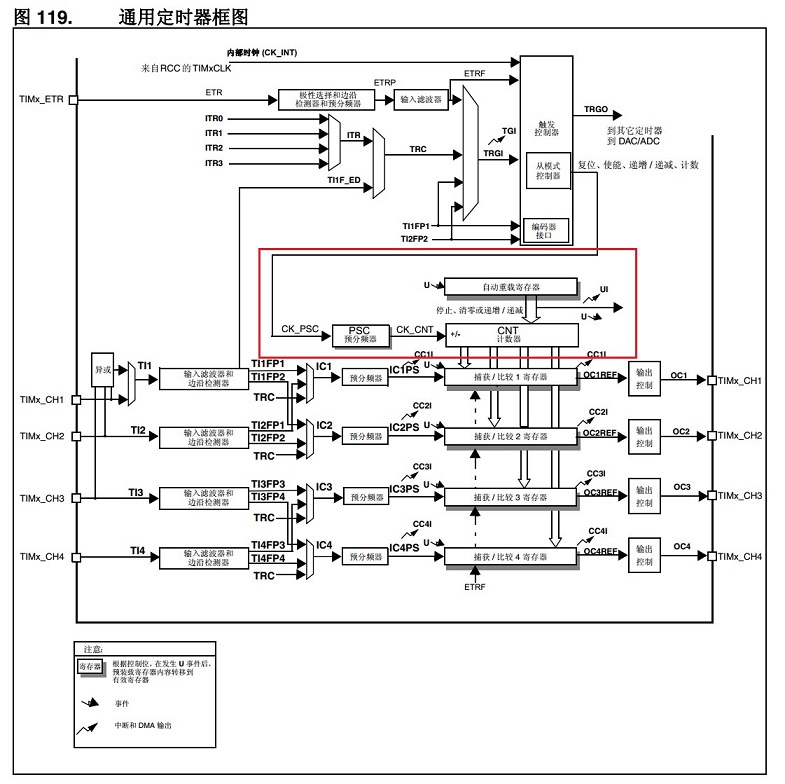 图 119. 通用定时器框图
内部时钟 (CK_INT)
来自RCC的TIMxCLK
TIMx_ETR
ETR
极性选择和边沿
检测器和预分频器
ETRP
输入滤波器
ETRF
触发
控制器
TRGO
到其它定时器
到 DAC/ADC
ITR0
ITR1
ITR2
ITR3
ITR
TRC
TI1F_ED
TGI
TRGI
从模式
控制器
复位、使能、递增 / 递减、计数
TI1FP1
TI2FP2
编码器
接口
U
自动重载寄存器
UI
停止、清零或递增 / 递减
U
CK_PSC
PSC
预分频器
CK_CNT
+/-
CNT
计数器
异或
TI1
输入滤波器和
边沿检测器
TI1FP1
TI1FP2
TRC
IC1
预分频器
IC1PS
CC1I
U
捕获 / 比较 1 寄存器
CC1I
OC1REF
输出
控制
OC1
TIMx_CH1
TIMx_CH1
TIMx_CH2
TI2
输入滤波器和
边沿检测器
TI2FP1
TI2FP2
TRC
IC2
预分频器
IC2PS
CC2I
U
捕获 / 比较 2 寄存器
CC2I
OC2REF
输出
控制
OC2
TIMx_CH2
TIMx_CH3
TI3
输入滤波器和
边沿检测器
TI3FP3
TI3FP4
TRC
IC3
预分频器
IC3PS
CC3I
U
捕获 / 比较 3 寄存器
CC3I
OC3REF
输出
控制
OC3
TIMx_CH3
TIMx_CH4
TI4
输入滤波器和
边沿检测器
TI4FP3
TI4FP4
TRC
IC4
预分频器
IC4PS
CC4I
U
捕获 / 比较 4 寄存器
CC4I
OC4REF
输出
控制
OC4
TIMx_CH4
ETRF
注意:
寄存器
根据控制位,在发生 U 事件后,
预装载寄存器内容转移到
有效寄存器
事件
中断和 DMA 输出